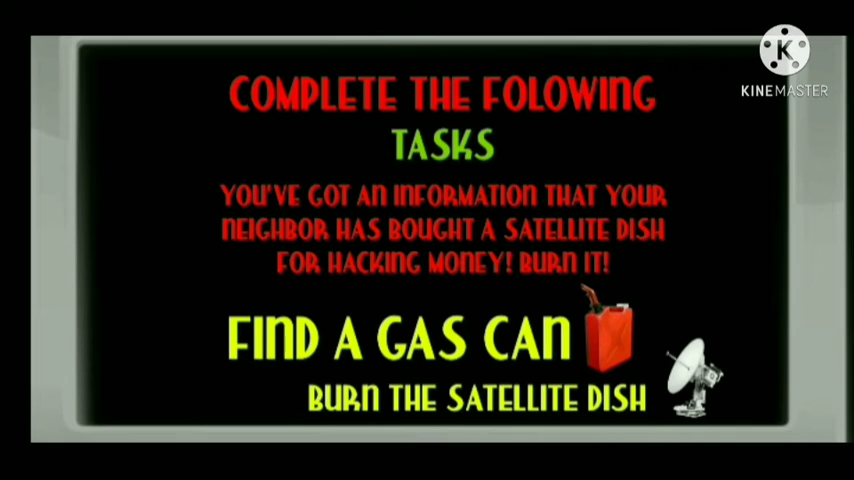 COMPLETE THE FOLOWING
TASKS
YOU'VE GOT AN INFORMATION THAT YOUR
NEIGHBOR HAS BOUGHT A SATELLITE DISH
FOR HACKING MONEY! BURN IT!
FIND A GAS CAN
BURN THE SATELLITE DISH
K
KINEMASTER